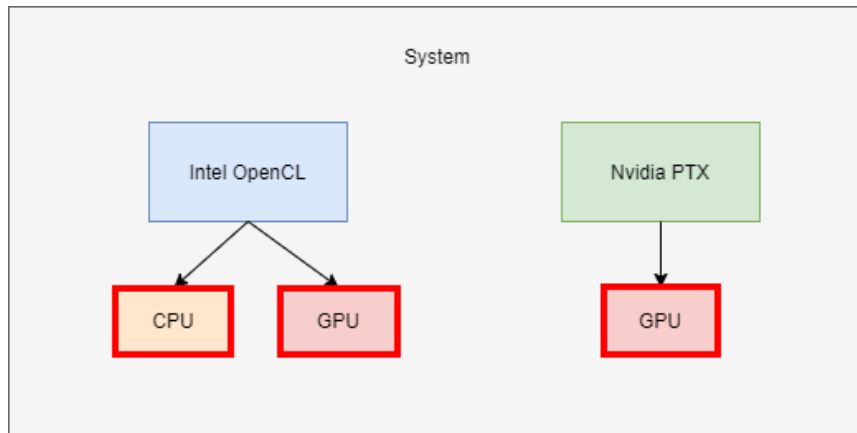 System
Intel OpenCL
Nvidia PTX
CPU
GPU
GPU